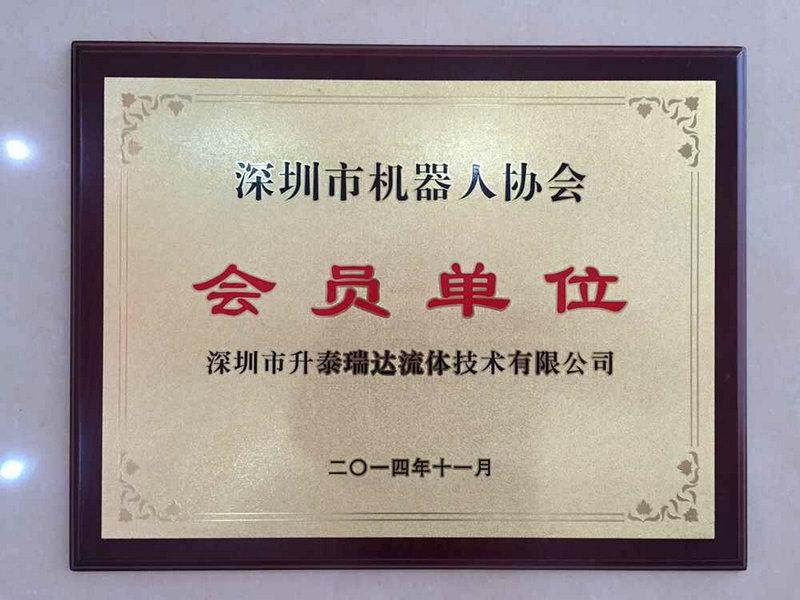 深圳市机器人协会
会员单位
深圳市升泰瑞达流体技术有限公司
二〇一四年十一月